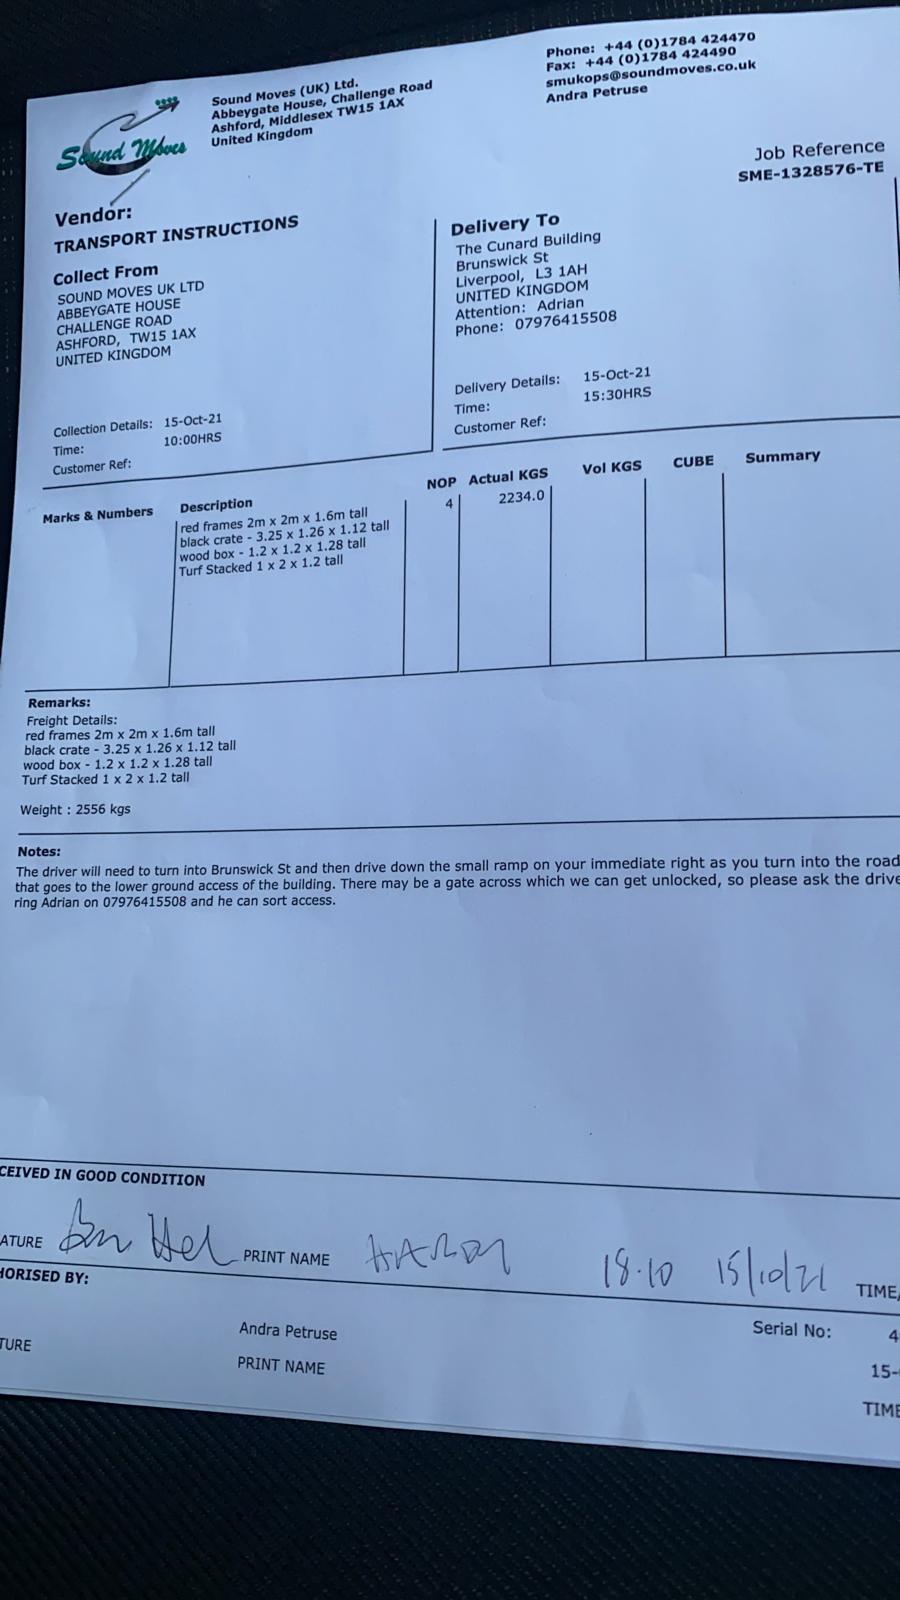 Sound Moves
Sound Moves (UK) Ltd.
Abbeygate House, Challenge Road
Ashford, Middlesex TW15 1AX
United Kingdom
Phone: +44 (0)1784 424470
Fax: +44 (0)1784 424490
smukops@soundmoves.co.uk
Andra Petruse
Job Reference
SME-1328576-TE
Vendor:
TRANSPORT INSTRUCTIONS
Collect From
SOUND MOVES UK LTD
ABBEYGATE HOUSE
CHALLENGE ROAD
ASHFORD, TW15 1AX
UNITED KINGDOM
Collection Details: 15-Oct-21
Time: 10:00HRS
Customer Ref:
Delivery To
The Cunard Building
Brunswick St
Liverpool, L3 1AH
UNITED KINGDOM
Attention: Adrian
Phone: 07976415508
Delivery Details: 15-Oct-21
Time: 15:30HRS
Customer Ref:
Marks & Numbers Description NOP Actual KGS Vol KGS CUBE Summary
red frames 2m x 2m x 1.6m tall 4 2234.0
black crate - 3.25 x 1.26 x 1.12 tall
wood box - 1.2 x 1.2 x 1.28 tall
Turf Stacked 1 x 2 x 1.2 tall
Remarks:
Freight Details:
red frames 2m x 2m x 1.6m tall
black crate - 3.25 x 1.26 x 1.12 tall
wood box - 1.2 x 1.2 x 1.28 tall
Turf Stacked 1 x 2 x 1.2 tall
Weight : 2556 kgs
Notes:
The driver will need to turn into Brunswick St and then drive down the small ramp on your immediate right as you turn into the road
that goes to the lower ground access of the building. There may be a gate across which we can get unlocked, so please ask the drive
ring Adrian on 07976415508 and he can sort access.
CEIVED IN GOOD CONDITION
ATURE PRINT NAME 18.10 15/10/21 TIME/
HORISED BY:
Andra Petruse Serial No: 4
TURE PRINT NAME 15-
TIME